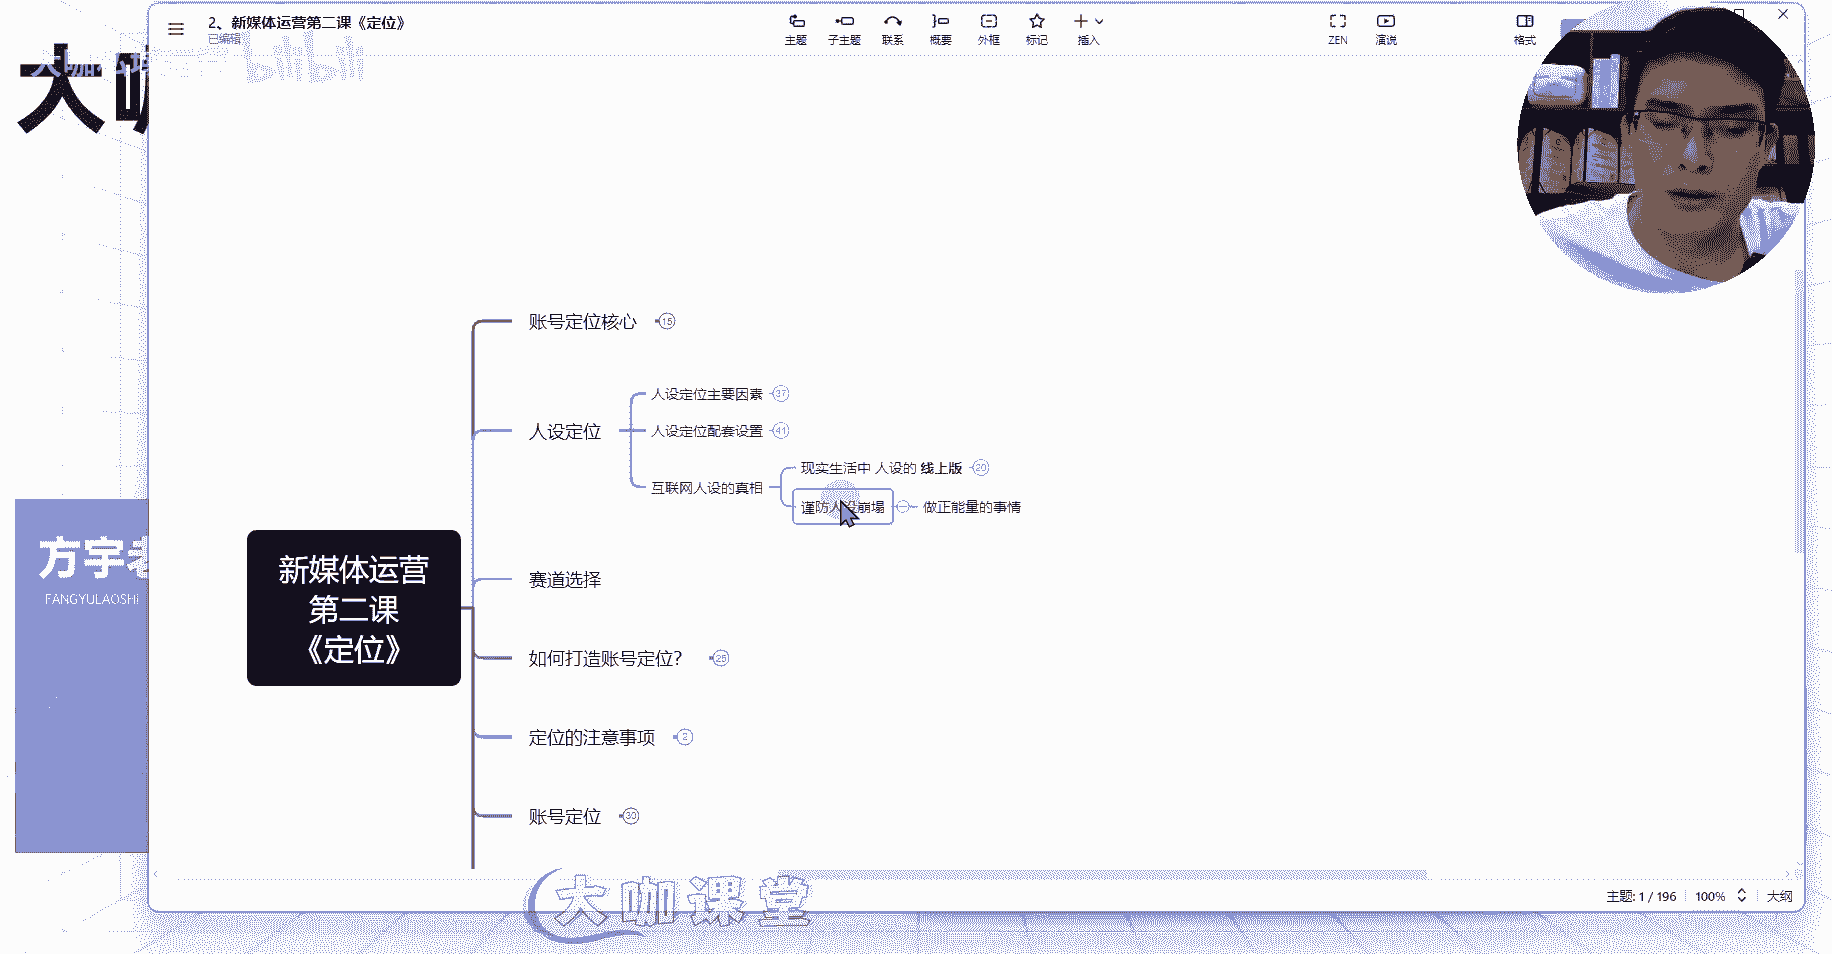 2、新媒体运营第二课《定位》
已编辑
主题
子主题
联系
概要
外框
标记
插入
ZEN
演说
格式
大咖
bilibili
账号定位核心 15
人设定位主要因素 37
人设定位
人设定位配套设置 41
现实生活中 人设的 线上版 20
互联网人设的真相
谨防人设崩塌
做正能量的事情
方宇老
FANGYULAOSHI
新媒体运营
第二课
《定位》
赛道选择
如何打造账号定位？ 25
定位的注意事项 2
账号定位 30
大咖课堂
主题: 1 / 196
100%
大纲